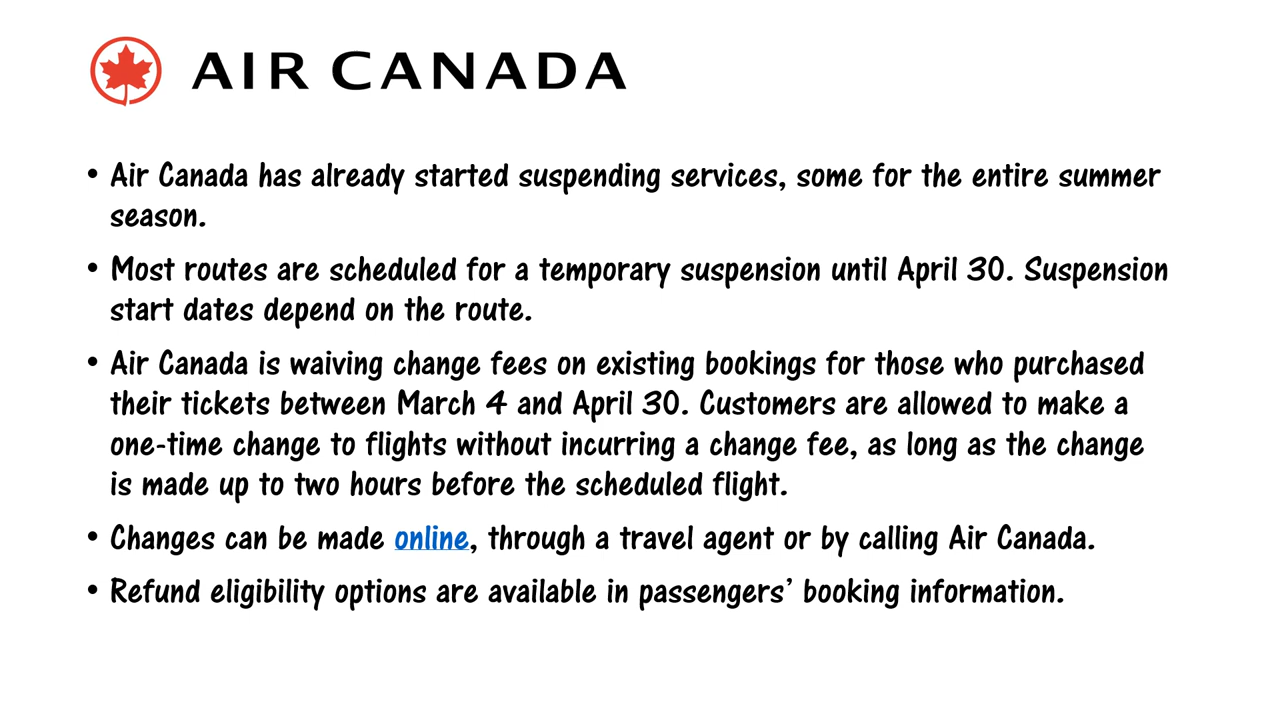 AIR CANADA
• Air Canada has already started suspending services, some for the entire summer
season.
• Most routes are scheduled for a temporary suspension until April 30. Suspension
start dates depend on the route.
• Air Canada is waiving change fees on existing bookings for those who purchased
their tickets between March 4 and April 30. Customers are allowed to make a
one-time change to flights without incurring a change fee, as long as the change
is made up to two hours before the scheduled flight.
• Changes can be made online, through a travel agent or by calling Air Canada.
• Refund eligibility options are available in passengers’ booking information.